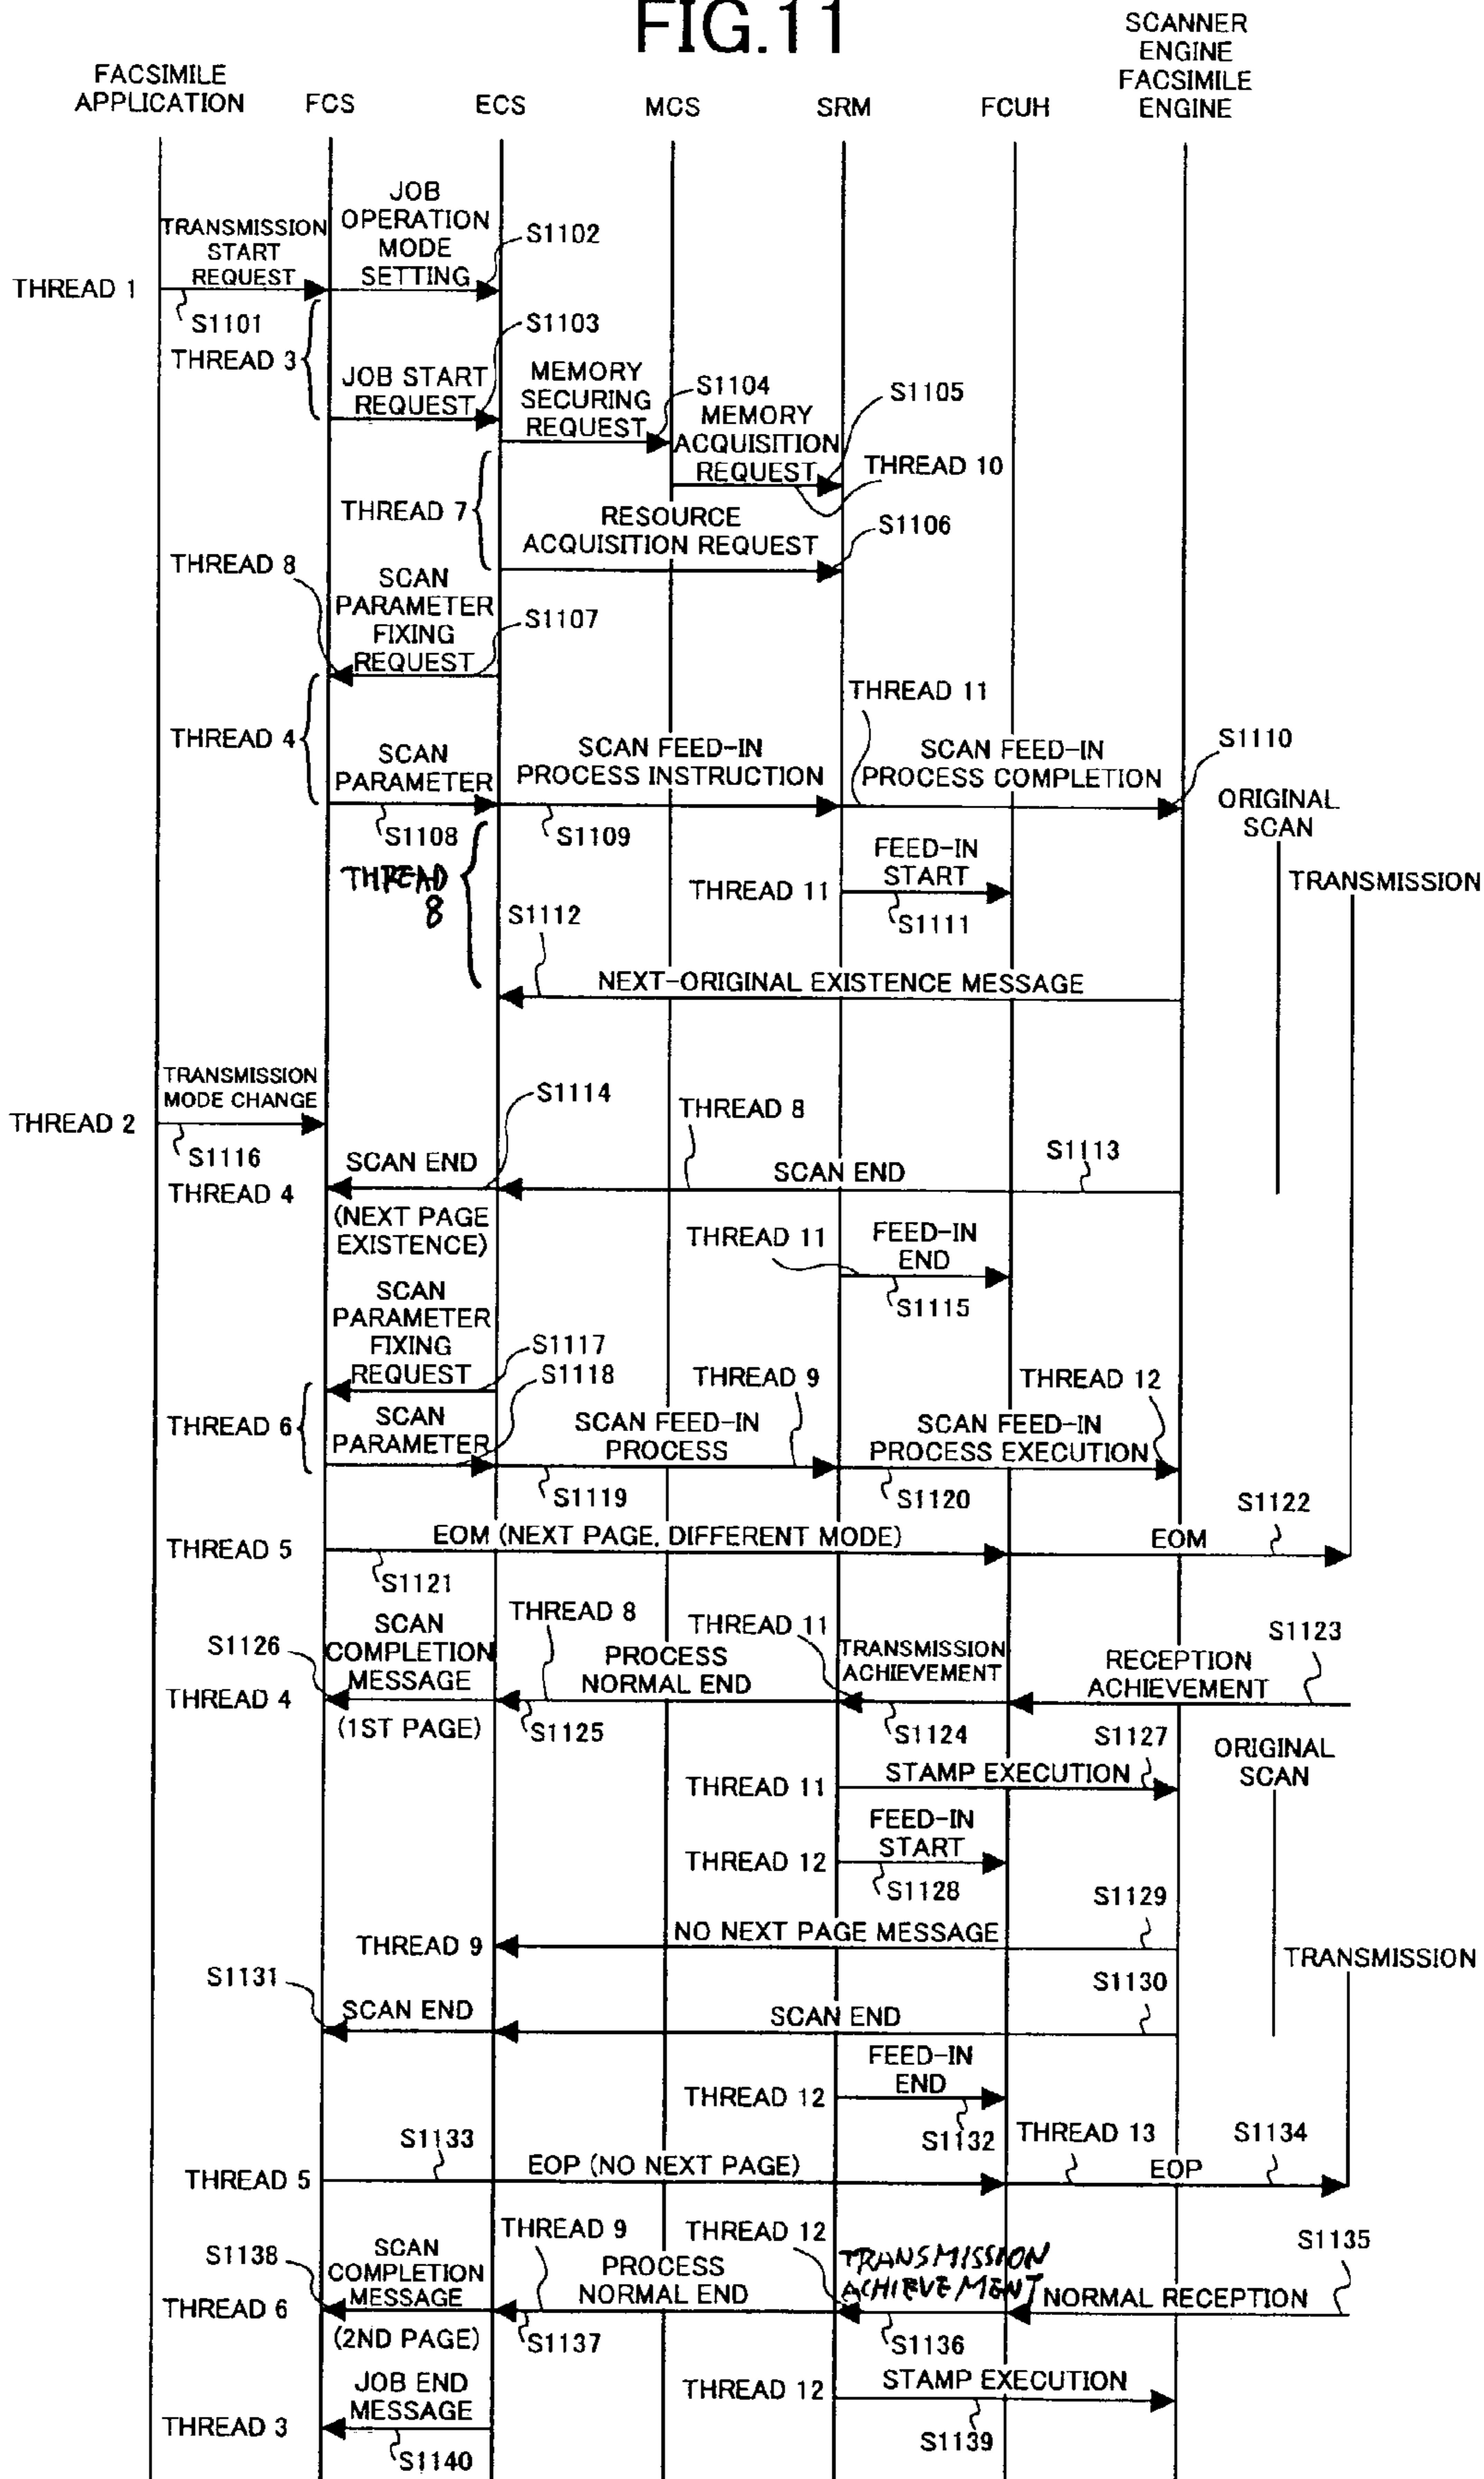 FIG.11
SCANNER
ENGINE
FACSIMILE
ENGINE
FACSIMILE
APPLICATION
FCS
ECS
MCS
SRM
FCUH
JOB
OPERATION
MODE
SETTING
S1102
TRANSMISSION
START
REQUEST
THREAD 1
S1101
S1103
THREAD 3
JOB START
REQUEST
MEMORY
SECURING
REQUEST
S1104
MEMORY
ACQUISITION
REQUEST
S1105
THREAD 10
THREAD 7
RESOURCE
ACQUISITION REQUEST
S1106
THREAD 8
SCAN
PARAMETER
FIXING
REQUEST
S1107
THREAD 11
THREAD 4
SCAN
PARAMETER
SCAN FEED-IN
PROCESS INSTRUCTION
SCAN FEED-IN
PROCESS COMPLETION
S1110
S1108
S1109
ORIGINAL
SCAN
THREAD
8
THREAD 11
FEED-IN
START
S1111
TRANSMISSION
S1112
NEXT-ORIGINAL EXISTENCE MESSAGE
TRANSMISSION
MODE CHANGE
THREAD 2
S1116
S1114
THREAD 8
S1113
SCAN END
SCAN END
THREAD 4
(NEXT PAGE
EXISTENCE)
THREAD 11
FEED-IN
END
S1115
SCAN
PARAMETER
FIXING
REQUEST
S1117
S1118
THREAD 9
THREAD 12
THREAD 6
SCAN
PARAMETER
SCAN FEED-IN
PROCESS
SCAN FEED-IN
PROCESS EXECUTION
S1119
S1120
S1122
THREAD 5
EOM (NEXT PAGE, DIFFERENT MODE)
EOM
S1121
THREAD 8
THREAD 11
S1123
S1126
SCAN
COMPLETION
MESSAGE
PROCESS
NORMAL END
TRANSMISSION
ACHIEVEMENT
RECEPTION
ACHIEVEMENT
THREAD 4
(1ST PAGE)
S1125
S1124
S1127
ORIGINAL
SCAN
THREAD 11
STAMP EXECUTION
FEED-IN
START
THREAD 12
S1128
S1129
THREAD 9
NO NEXT PAGE MESSAGE
TRANSMISSION
S1131
S1130
SCAN END
SCAN END
FEED-IN
END
THREAD 12
S1132
S1133
THREAD 13
S1134
THREAD 5
EOP (NO NEXT PAGE)
EOP
THREAD 9
THREAD 12
S1135
S1138
SCAN
COMPLETION
MESSAGE
PROCESS
NORMAL END
TRANSMISSION
ACHIEVEMENT
NORMAL RECEPTION
THREAD 6
(2ND PAGE)
S1137
S1136
JOB END
MESSAGE
THREAD 12
STAMP EXECUTION
THREAD 3
S1139
S1140